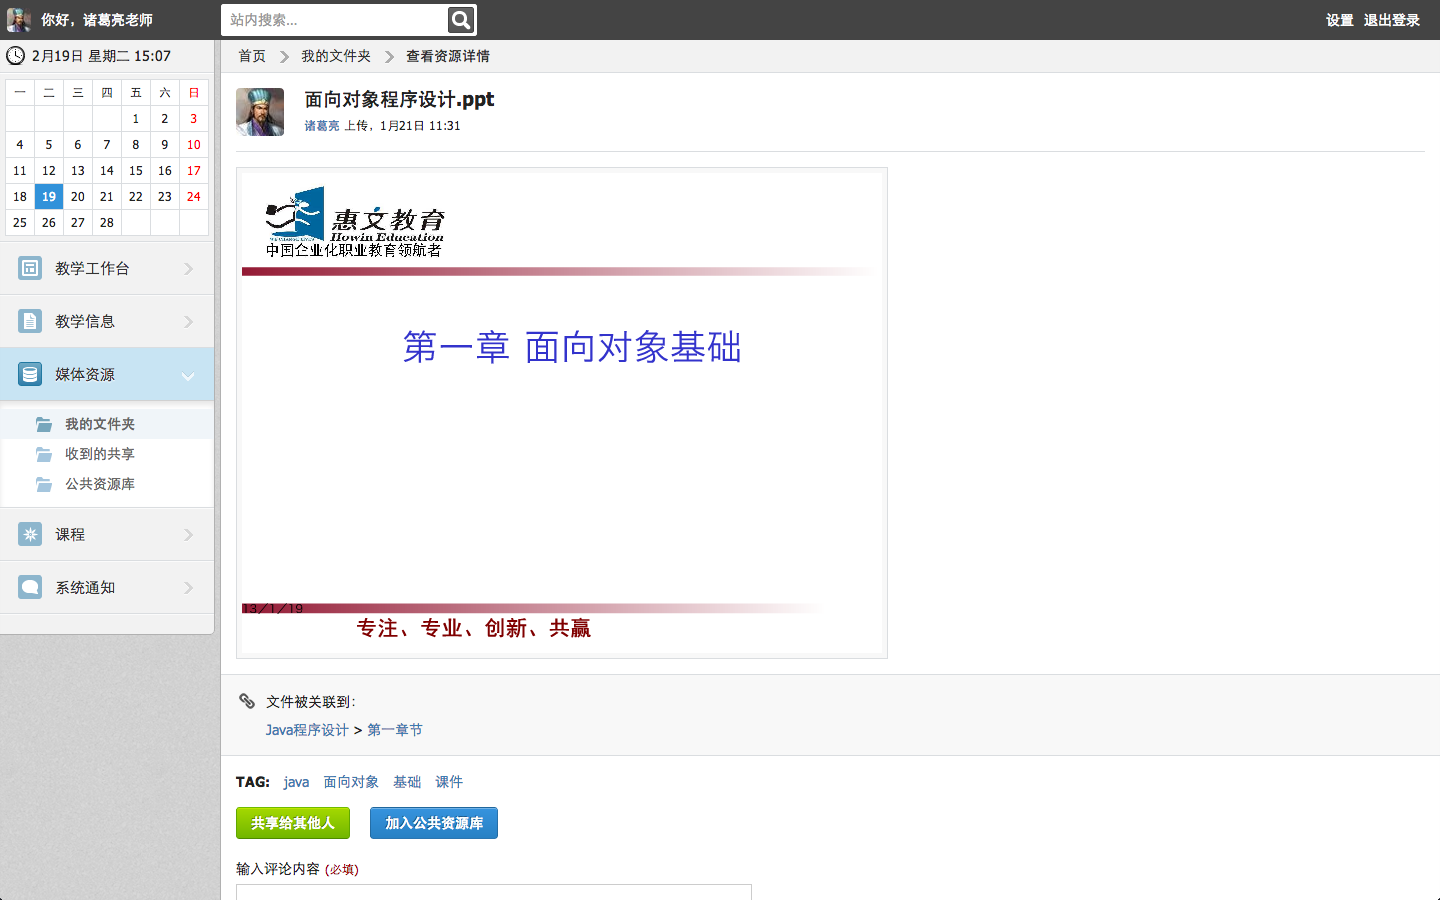 你好，诸葛亮老师
站内搜索...
设置 退出登录
2月19日 星期二 15:07
首页 我的文件夹 查看资源详情
一 二 三 四 五 六 日
1 2 3
4 5 6 7 8 9 10
11 12 13 14 15 16 17
18 19 20 21 22 23 24
25 26 27 28
教学工作台
教学信息
媒体资源
我的文件夹
收到的共享
公共资源库
课程
系统通知
面向对象程序设计.ppt
诸葛亮 上传，1月21日 11:31
惠文教育
Howin Education
中国企业化职业教育领航者
第一章 面向对象基础
13/1/19
专注、专业、创新、共赢
文件被关联到：
Java程序设计 > 第一章节
TAG: java 面向对象 基础 课件
共享给其他人 加入公共资源库
输入评论内容 (必填)